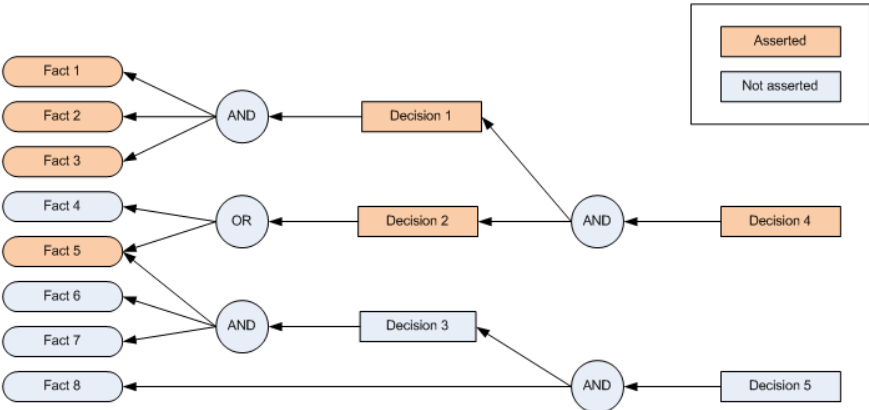 Asserted
Not asserted
Fact 1
Fact 2
Fact 3
AND
Decision 1
Fact 4
Fact 5
OR
Decision 2
AND
Decision 4
Fact 6
Fact 7
AND
Decision 3
Fact 8
AND
Decision 5